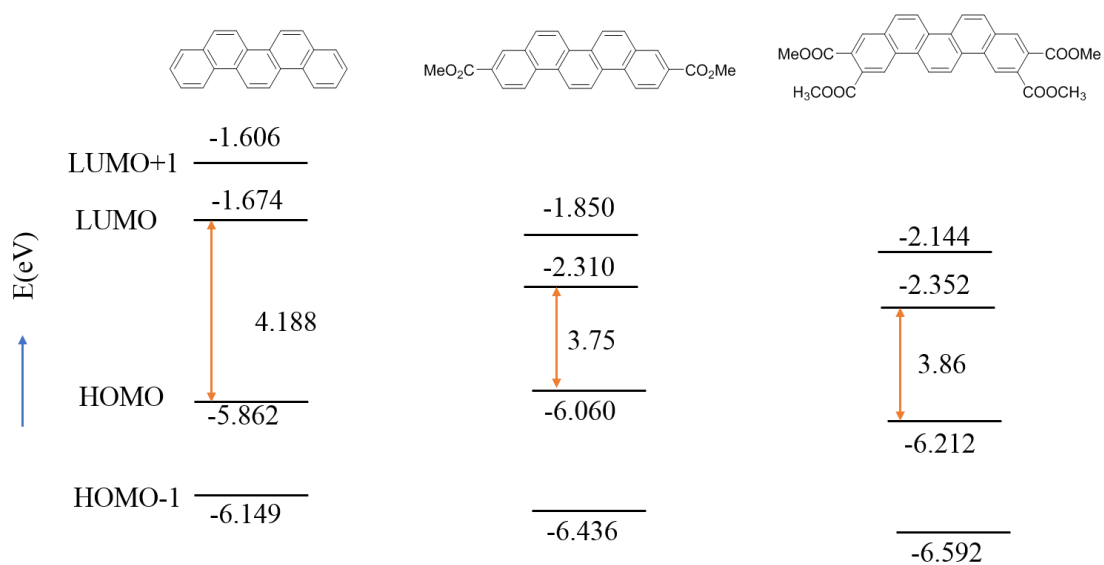 MeO₂C
CO₂Me
MeOOC
COOMe
H₃COOC
COOCH3
-1.606
LUMO+1
-1.674
-1.850
LUMO
-2.144
-2.310
-2.352
E(eV)
4.188
3.75
3.86
HOMO
-5.862
-6.060
-6.212
HOMO-1
-6.149
-6.436
-6.592